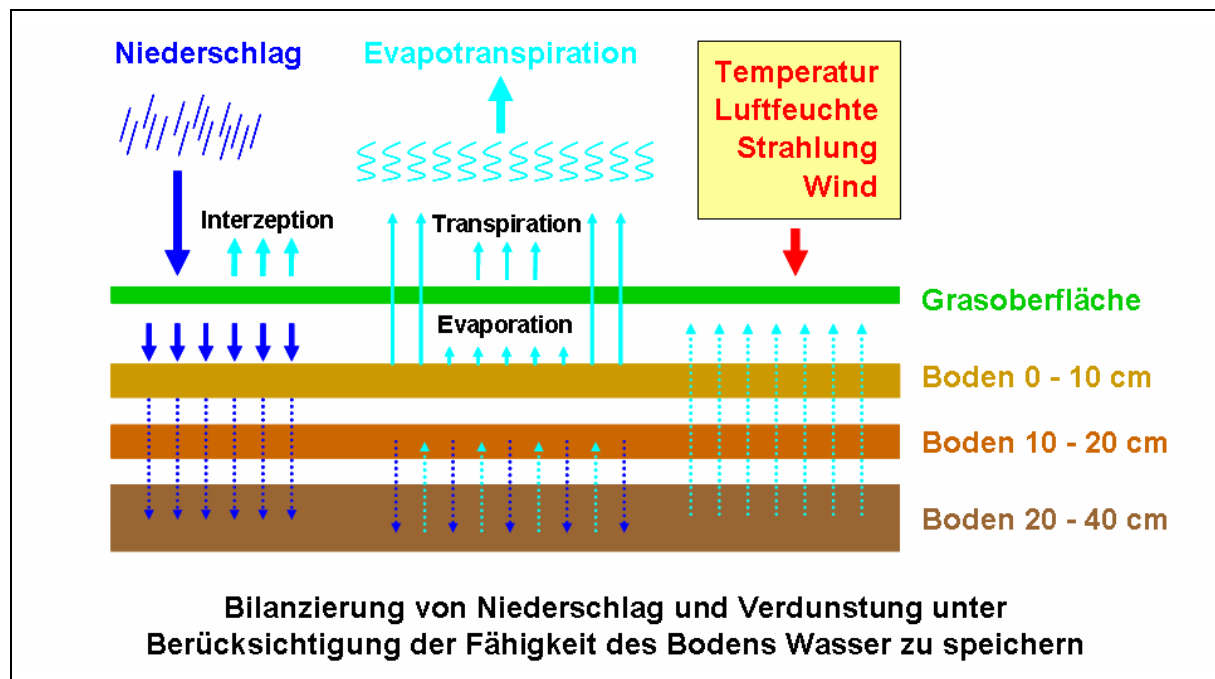 Niederschlag
Evapotranspiration
Temperatur
Luftfeuchte
Strahlung
Wind
Interzeption
Transpiration
Grasoberfläche
Evaporation
Boden 0 - 10 cm
Boden 10 - 20 cm
Boden 20 - 40 cm
Bilanzierung von Niederschlag und Verdunstung unter
Berücksichtigung der Fähigkeit des Bodens Wasser zu speichern